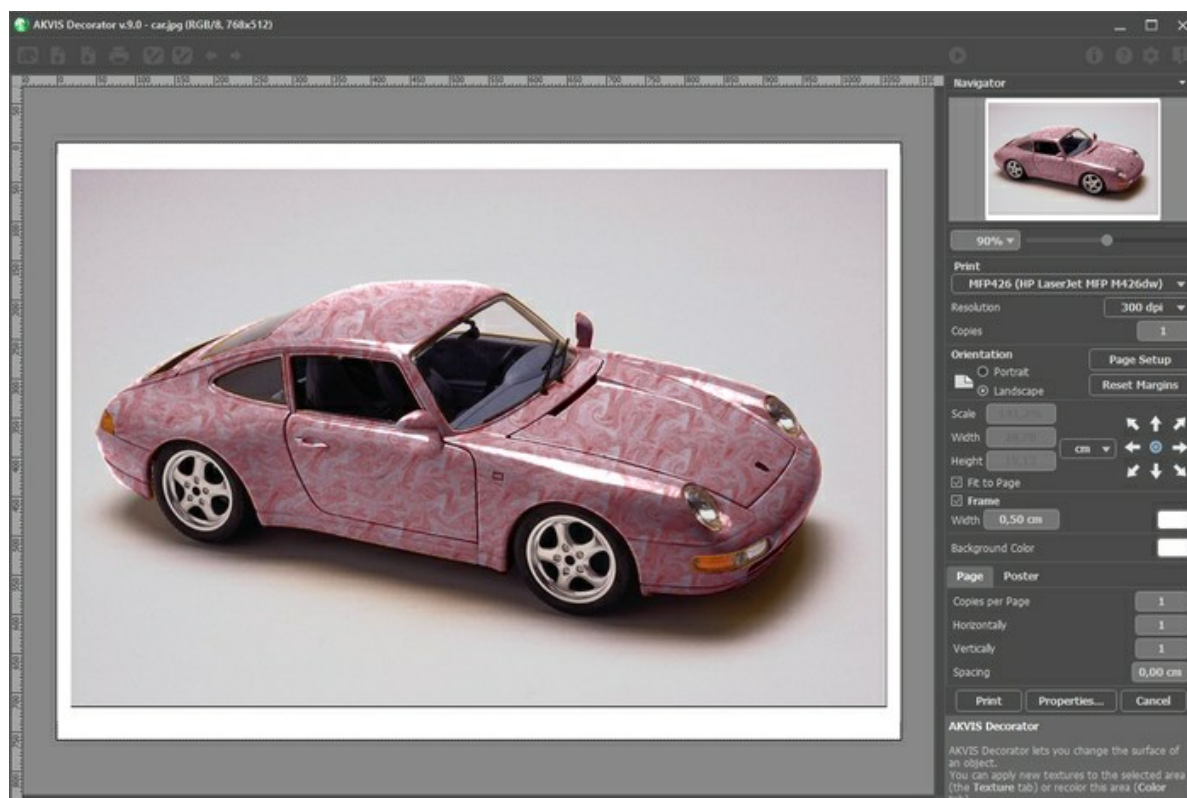 AKVIS Decorator v.9.0 - car.jpg (RGB/8, 768x512)
Navigator
90%
Print
MFP426 (HP LaserJet MFP M426dw)
Resolution 300 dpi
Copies 1
Orientation
Page Setup
Portrait
Reset Margins
Landscape
Scale
Width
cm
Height
Fit to Page
Frame
Width 0,50 cm
Background Color
Page Poster
Copies per Page 1
Horizontally 1
Vertically 1
Spacing 0,00 cm
Print Properties... Cancel
AKVIS Decorator
AKVIS Decorator lets you change the surface of
an object.
You can apply new textures to the selected area
(the Texture tab) or recolor this area (Color